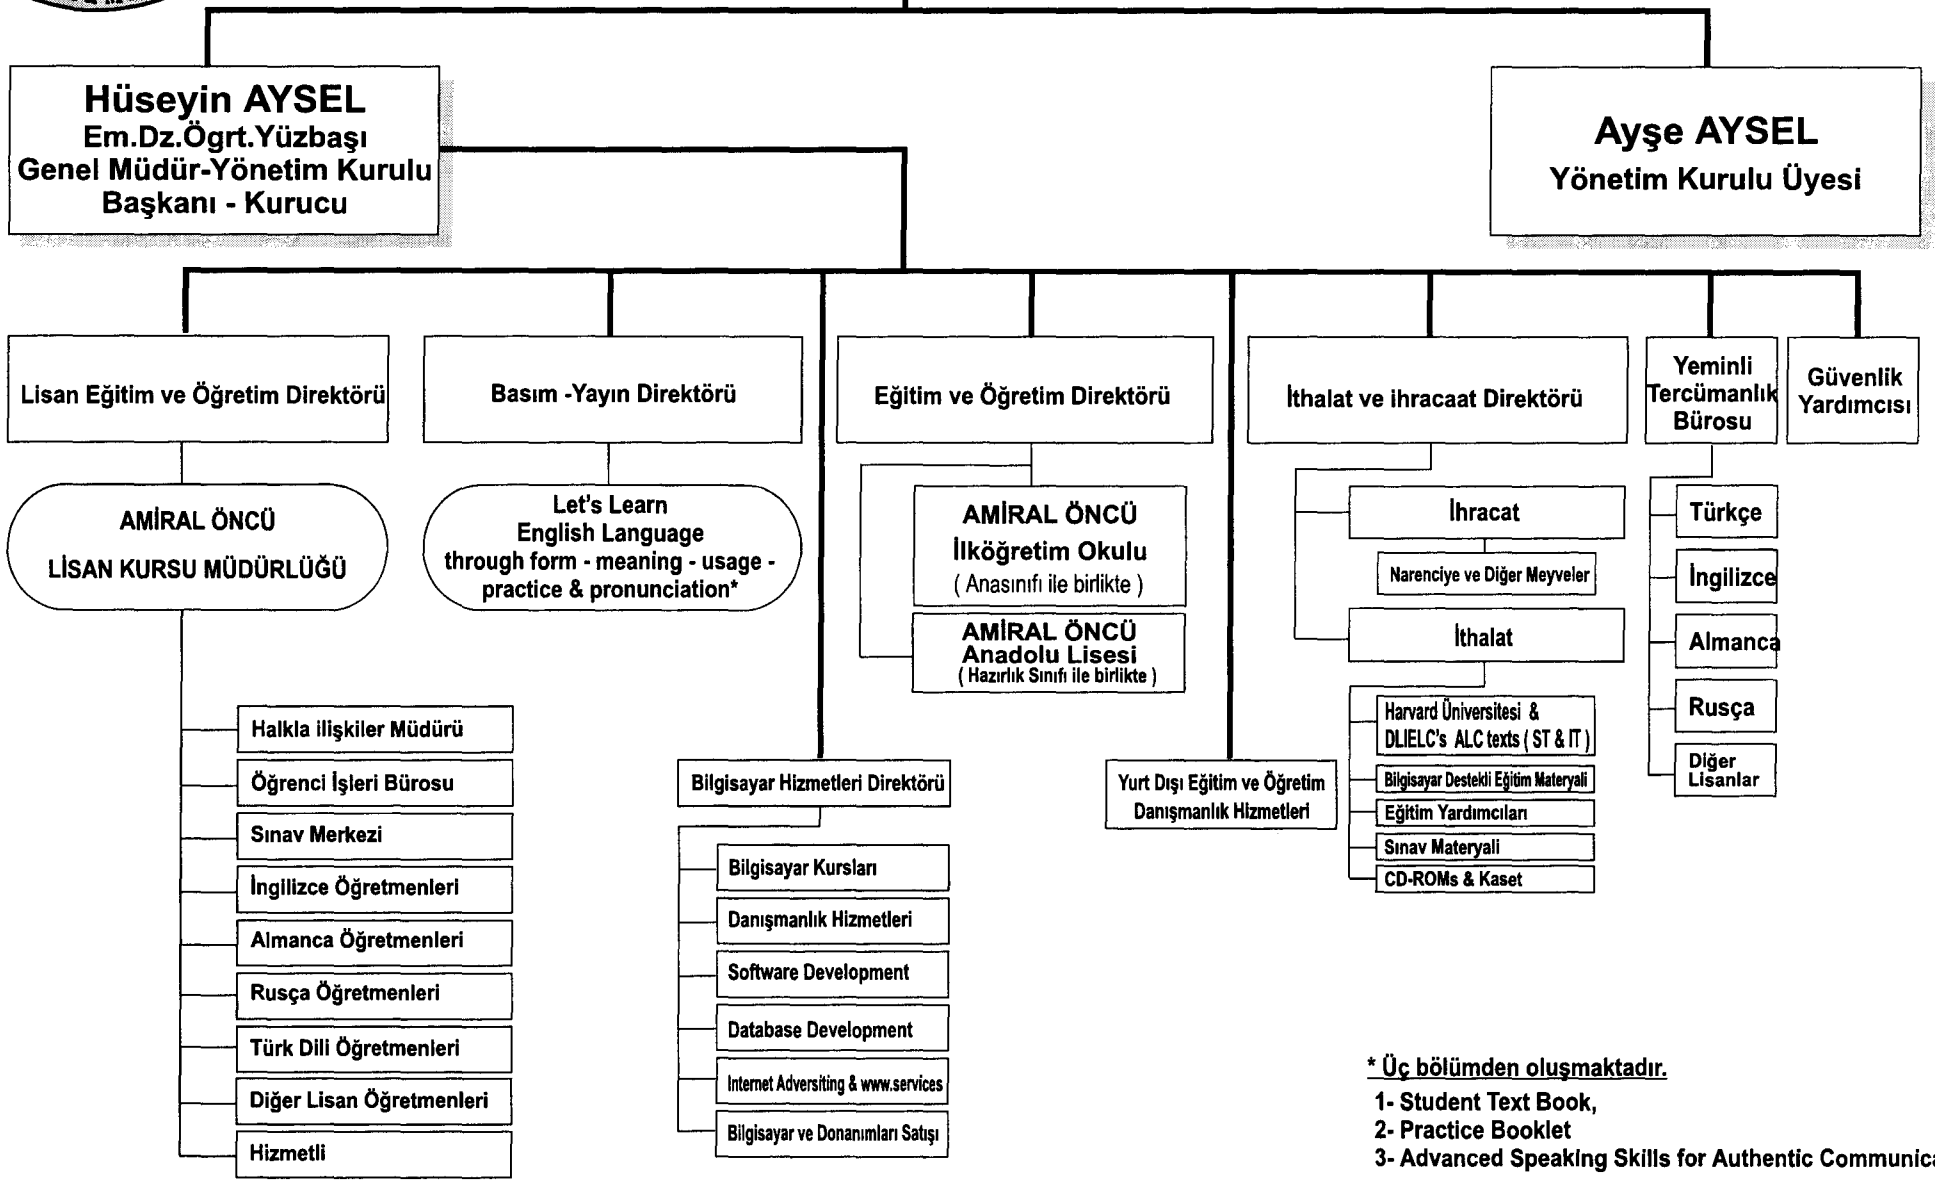 Hüseyin AYSEL
Em.Dz.Ögrt.Yüzbaşı
Genel Müdür-Yönetim Kurulu
Başkanı - Kurucu
Ayşe AYSEL
Yönetim Kurulu Üyesi
Lisan Eğitim ve Öğretim Direktörü
Basım -Yayın Direktörü
Eğitim ve Öğretim Direktörü
İthalat ve ihracaat Direktörü
Yeminli
Tercümanlık
Bürosu
Güvenlik
Yardımcısı
AMİRAL ÖNCÜ
LİSAN KURSU MÜDÜRLÜĞÜ
Let's Learn
English Language
through form - meaning - usage -
practice & pronunciation*
AMİRAL ÖNCÜ
İlköğretim Okulu
( Anasınıfı ile birlikte )
AMİRAL ÖNCÜ
Anadolu Lisesi
( Hazırlık Sınıfı ile birlikte )
İhracat
Narenciye ve Diğer Meyveler
İthalat
Harvard Üniversitesi &
DLIELC's ALC texts ( ST & IT )
Bilgisayar Destekli Eğitim Materyali
Eğitim Yardımcıları
Sınav Materyali
CD-ROMs & Kaset
Türkçe
İngilizce
Almanca
Rusça
Diğer
Lisanlar
Halkla ilişkiler Müdürü
Öğrenci İşleri Bürosu
Sınav Merkezi
İngilizce Öğretmenleri
Almanca Öğretmenleri
Rusça Öğretmenleri
Türk Dili Öğretmenleri
Diğer Lisan Öğretmenleri
Hizmetli
Bilgisayar Hizmetleri Direktörü
Bilgisayar Kursları
Danışmanlık Hizmetleri
Software Development
Database Development
Internet Adversiting & www.services
Bilgisayar ve Donanımları Satışı
Yurt Dışı Eğitim ve Öğretim
Danışmanlık Hizmetleri
* Üç bölümden oluşmaktadır.
1- Student Text Book,
2- Practice Booklet
3- Advanced Speaking Skills for Authentic